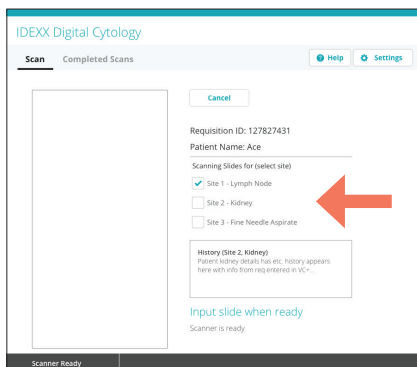 IDEXX Digital Cytology
Scan Completed Scans
Help Settings
Cancel
Requisition ID: 127827431
Patient Name: Ace
Scanning Slides for (select site)
Site 1 - Lymph Node
Site 2 - Kidney
Site 3 - Fine Needle Aspirate
History (Site 2, Kidney)
Patient kidney details has etc. history appears
here with info from req entered in VC+...
Input slide when ready
Scanner is ready
Scanner Ready